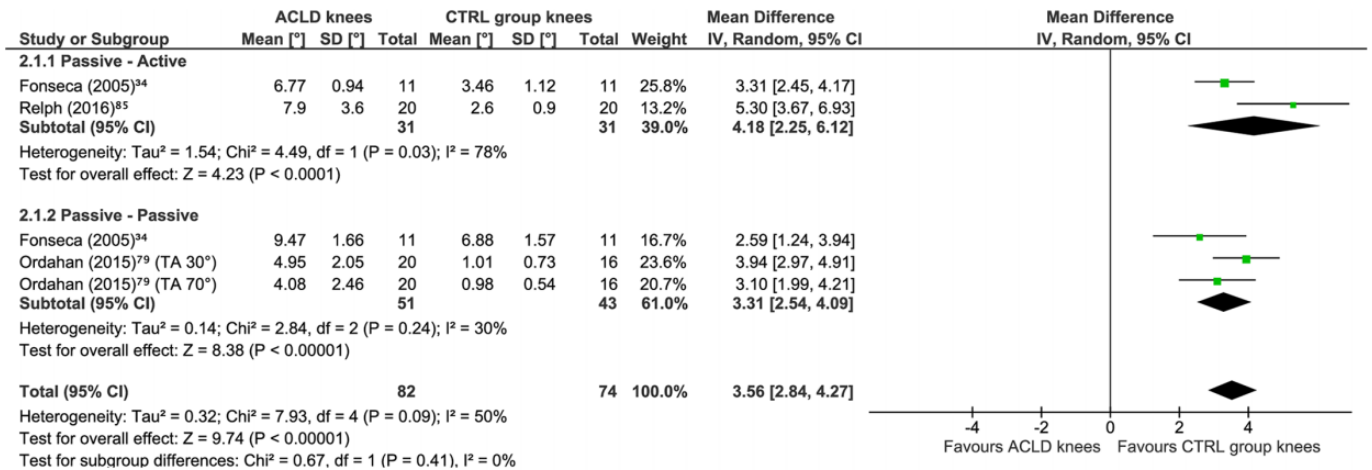 ACLD knees CTRL group knees Mean Difference Mean Difference
Study or Subgroup Mean [°] SD [°] Total Mean [°] SD [°] Total Weight IV, Random, 95% CI IV, Random, 95% CI
2.1.1 Passive - Active
Fonseca (2005)³⁴ 6.77 0.94 11 3.46 1.12 11 25.8% 3.31 [2.45, 4.17]
Relph (2016)⁸⁵ 7.9 3.6 20 2.6 0.9 20 13.2% 5.30 [3.67, 6.93]
Subtotal (95% CI) 31 31 39.0% 4.18 [2.25, 6.12]
Heterogeneity: Tau² = 1.54; Chi² = 4.49, df = 1 (P = 0.03); I² = 78%
Test for overall effect: Z = 4.23 (P < 0.0001)
2.1.2 Passive - Passive
Fonseca (2005)³⁴ 9.47 1.66 11 6.88 1.57 11 16.7% 2.59 [1.24, 3.94]
Ordahan (2015)⁷⁹ (TA 30°) 4.95 2.05 20 1.01 0.73 16 23.6% 3.94 [2.97, 4.91]
Ordahan (2015)⁷⁹ (TA 70°) 4.08 2.46 20 0.98 0.54 16 20.7% 3.10 [1.99, 4.21]
Subtotal (95% CI) 51 43 61.0% 3.31 [2.54, 4.09]
Heterogeneity: Tau² = 0.14; Chi² = 2.84, df = 2 (P = 0.24); I² = 30%
Test for overall effect: Z = 8.38 (P < 0.00001)
Total (95% CI) 82 74 100.0% 3.56 [2.84, 4.27]
Heterogeneity: Tau² = 0.32; Chi² = 7.93, df = 4 (P = 0.09); I² = 50%
Test for overall effect: Z = 9.74 (P < 0.00001)
Test for subgroup differences: Chi² = 0.67, df = 1 (P = 0.41), I² = 0%
-4 -2 0 2 4
Favours ACLD knees Favours CTRL group knees